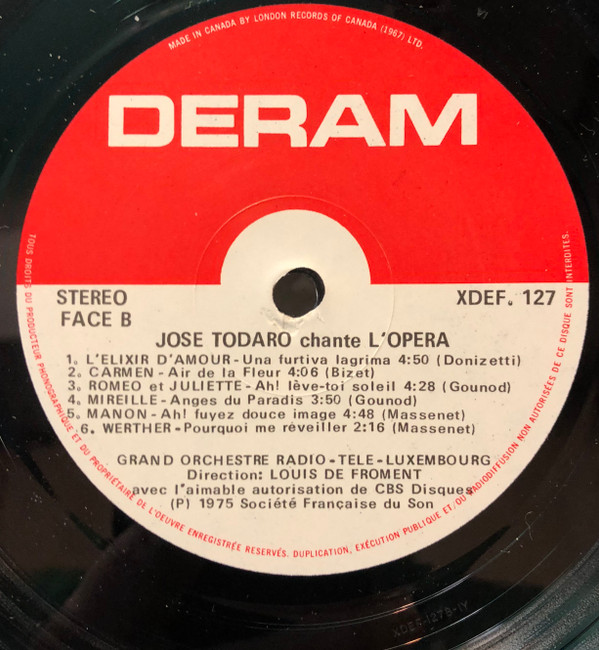 MADE IN CANADA BY LONDON RECORDS OF CANADA (1967) LTD.
DERAM
STEREO
FACE B
XDEF. 127
JOSE TODARO chante L'OPERA
1. L'ELIXIR D'AMOUR - Una furtiva lagrima 4:50 (Donizetti)
2. CARMEN - Air de la Fleur 4:06 (Bizet)
3. ROMEO et JULIETTE - Ah! lève-toi soleil 4:28 (Gounod)
4. MIREILLE - Anges du Paradis 3:50 (Gounod)
5. MANON - Ah! fuyez douce image 4:48 (Massenet)
6. WERTHER - Pourquoi me réveiller 2:16 (Massenet)
GRAND ORCHESTRE RADIO - TELE - LUXEMBOURG
Direction: LOUIS DE FROMENT
avec l'aimable autorisation de CBS Disques
(P) 1975 Société Française du Son
TOUS DROITS DU PRODUCTEUR PHONOGRAPHIQUE ET DU PROPRIÉTAIRE DE L'OEUVRE ENREGISTRÉE RESERVÉS. DUPLICATION, EXÉCUTION PUBLIQUE ET/OU RADIODIFFUSION NON AUTORISÉES DE CE DISQUE SONT INTERDITES.